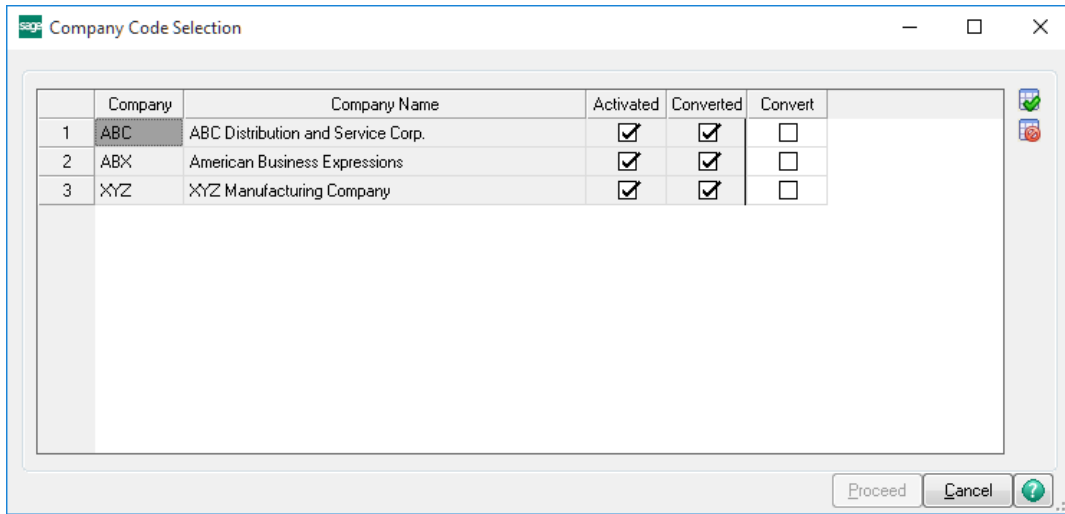 sage Company Code Selection
Company Company Name Activated Converted Convert
1 ABC ABC Distribution and Service Corp.
2 ABX American Business Expressions
3 XYZ XYZ Manufacturing Company
Proceed Cancel ?